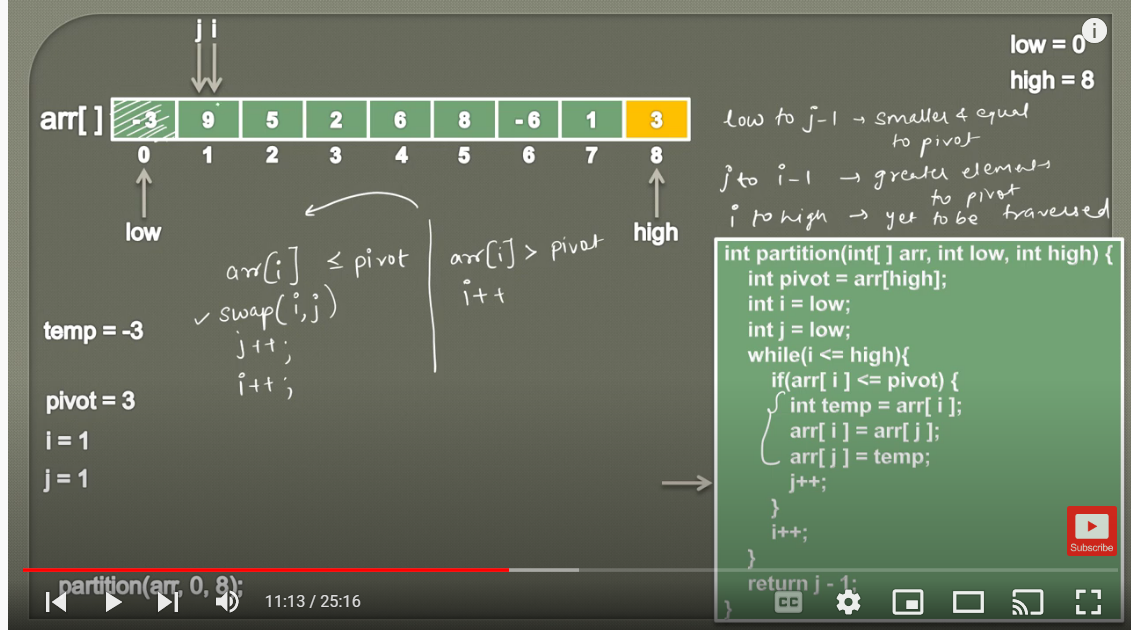 j i
low = 0
high = 8
arr[ ] -3 9 5 2 6 8 -6 1 3
0 1 2 3 4 5 6 7 8
low
high
low to j-1 → smaller & equal
to pivot
j to i-1 → greater elements
to pivot
i to high → yet to be traversed
arr[i] ≤ pivot
✓ swap(i,j)
j++;
i++;
arr[i] > pivot
i++
temp = -3
pivot = 3
i = 1
j = 1
int partition(int[ ] arr, int low, int high) {
int pivot = arr[high];
int i = low;
int j = low;
while(i <= high){
if(arr[ i ] <= pivot) {
int temp = arr[ i ];
arr[ i ] = arr[ j ];
arr[ j ] = temp;
j++;
}
i++;
}
return j - 1;
}
Subscribe
partition(arr, 0, 8);
11:13 / 25:16
CC